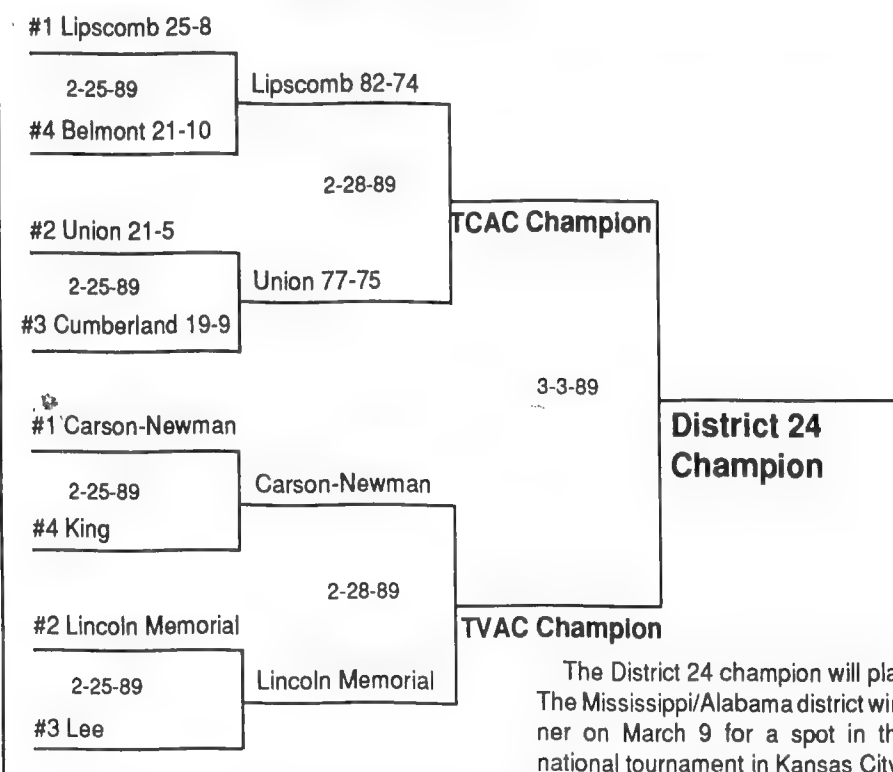 #1 Lipscomb 25-8
2-25-89
Lipscomb 82-74
#4 Belmont 21-10
2-28-89
TCAC Champion
#2 Union 21-5
2-25-89
Union 77-75
#3 Cumberland 19-9
3-3-89
District 24
Champion
#1 Carson-Newman
2-25-89
Carson-Newman
#4 King
2-28-89
TVAC Champion
#2 Lincoln Memorial
2-25-89
Lincoln Memorial
#3 Lee
The District 24 champion will pla
The Mississippi/Alabama district win
ner on March 9 for a spot in th
national tournament in Kansas City